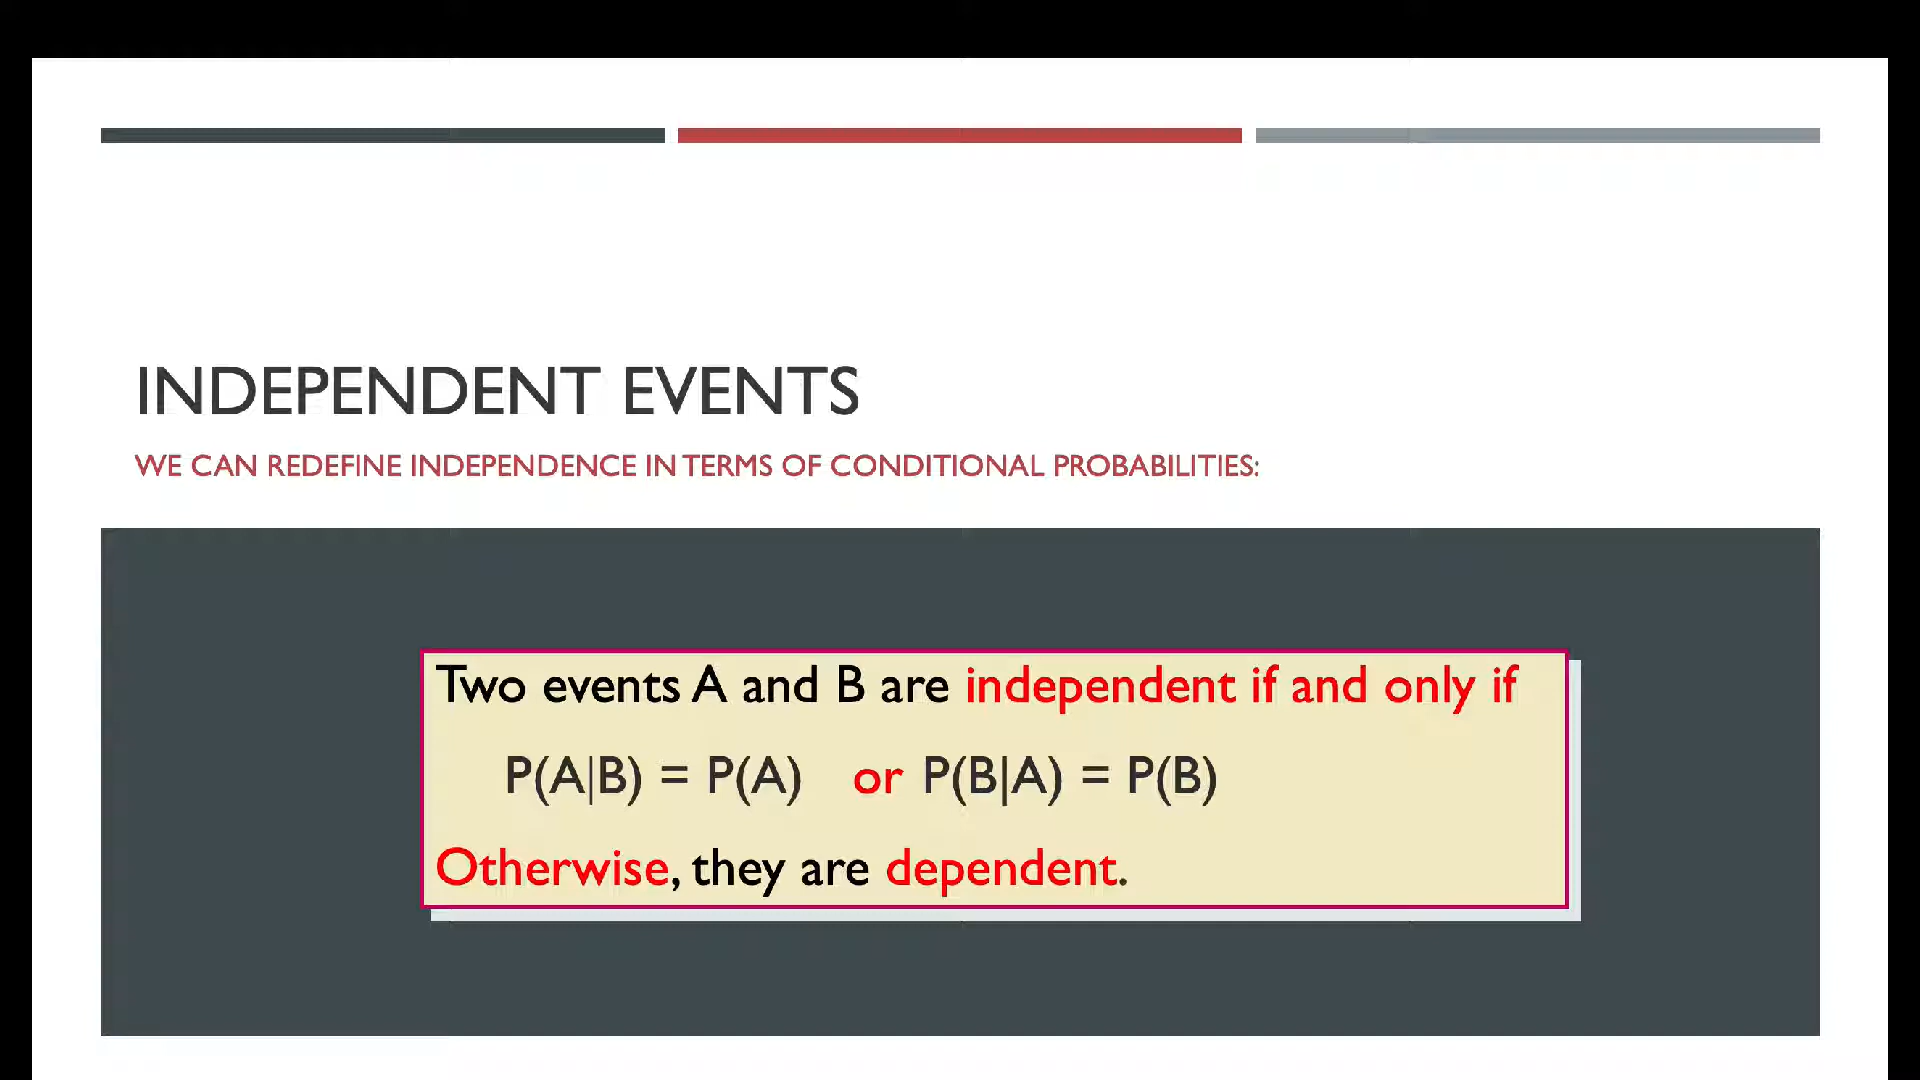 INDEPENDENT EVENTS
WE CAN REDEFINE INDEPENDENCE IN TERMS OF CONDITIONAL PROBABILITIES:
Two events A and B are independent if and only if
P(A|B) = P(A) or P(B|A) = P(B)
Otherwise, they are dependent.